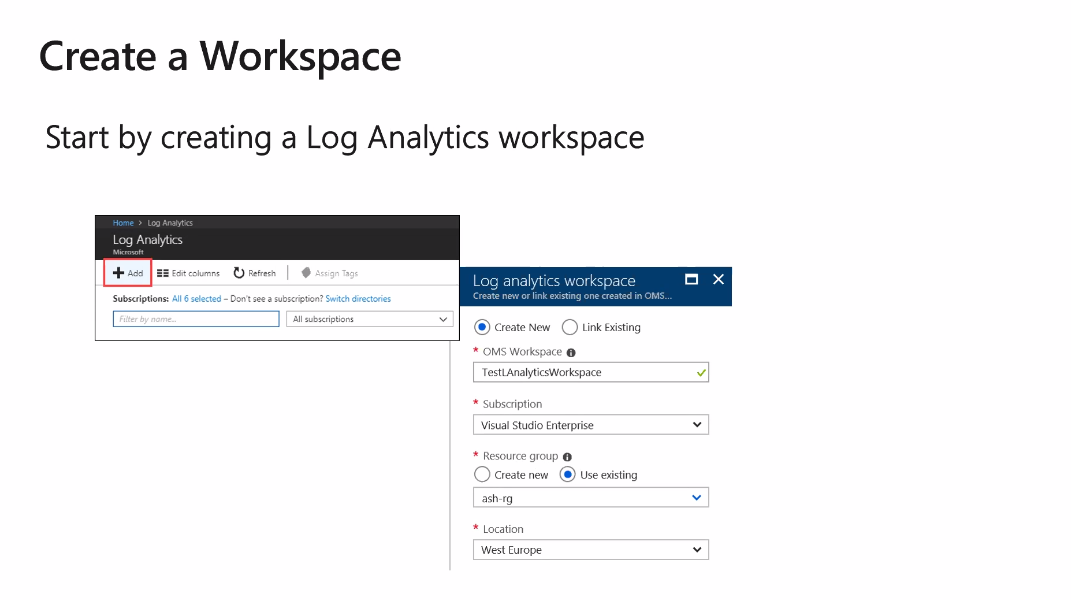 Create a Workspace
Start by creating a Log Analytics workspace
Home > Log Analytics
Log Analytics
Microsoft
Add Edit columns Refresh Assign Tags
Subscriptions: All 6 selected – Don't see a subscription? Switch directories
Filter by name... All subscriptions
Log analytics workspace
Create new or link existing one created in OMS...
Create New Link Existing
* OMS Workspace
TestLAnalyticsWorkspace
* Subscription
Visual Studio Enterprise
* Resource group
Create new Use existing
ash-rg
* Location
West Europe